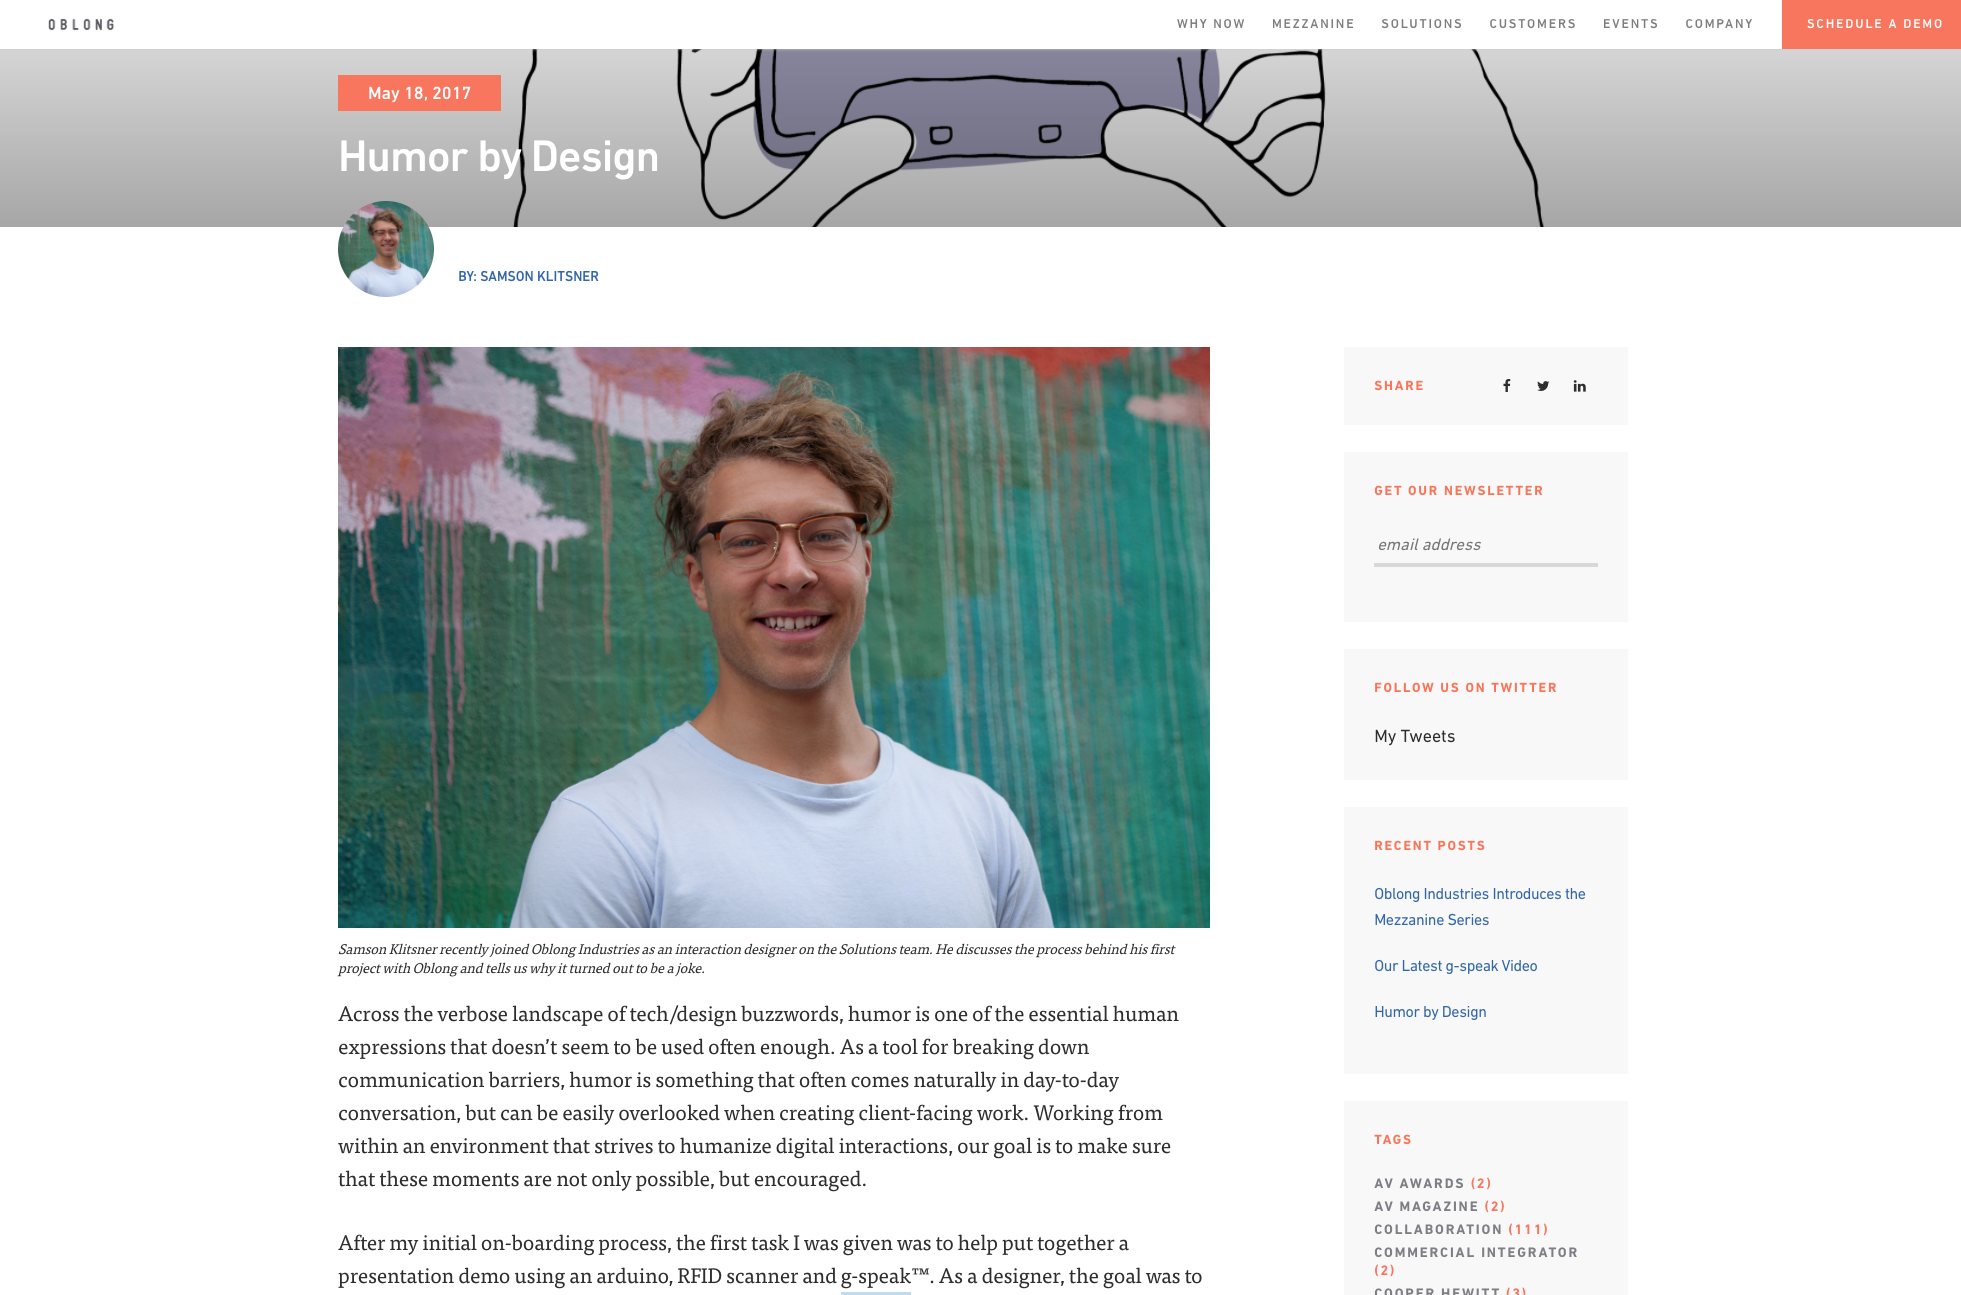 OBLONG
WHY NOW
MEZZANINE
SOLUTIONS
CUSTOMERS
EVENTS
COMPANY
SCHEDULE A DEMO
May 18, 2017
Humor by Design
BY: SAMSON KLITSNER
Samson Klitsner recently joined Oblong Industries as an interaction designer on the Solutions team. He discusses the process behind his first
project with Oblong and tells us why it turned out to be a joke.
Across the verbose landscape of tech/design buzzwords, humor is one of the essential human
expressions that doesn’t seem to be used often enough. As a tool for breaking down
communication barriers, humor is something that often comes naturally in day-to-day
conversation, but can be easily overlooked when creating client-facing work. Working from
within an environment that strives to humanize digital interactions, our goal is to make sure
that these moments are not only possible, but encouraged.
After my initial on-boarding process, the first task I was given was to help put together a
presentation demo using an arduino, RFID scanner and g-speak™. As a designer, the goal was to
SHARE
GET OUR NEWSLETTER
email address
FOLLOW US ON TWITTER
My Tweets
RECENT POSTS
Oblong Industries Introduces the
Mezzanine Series
Our Latest g-speak Video
Humor by Design
TAGS
AV AWARDS (2)
AV MAGAZINE (2)
COLLABORATION (111)
COMMERCIAL INTEGRATOR
(2)
COOPER HEWITT (3)